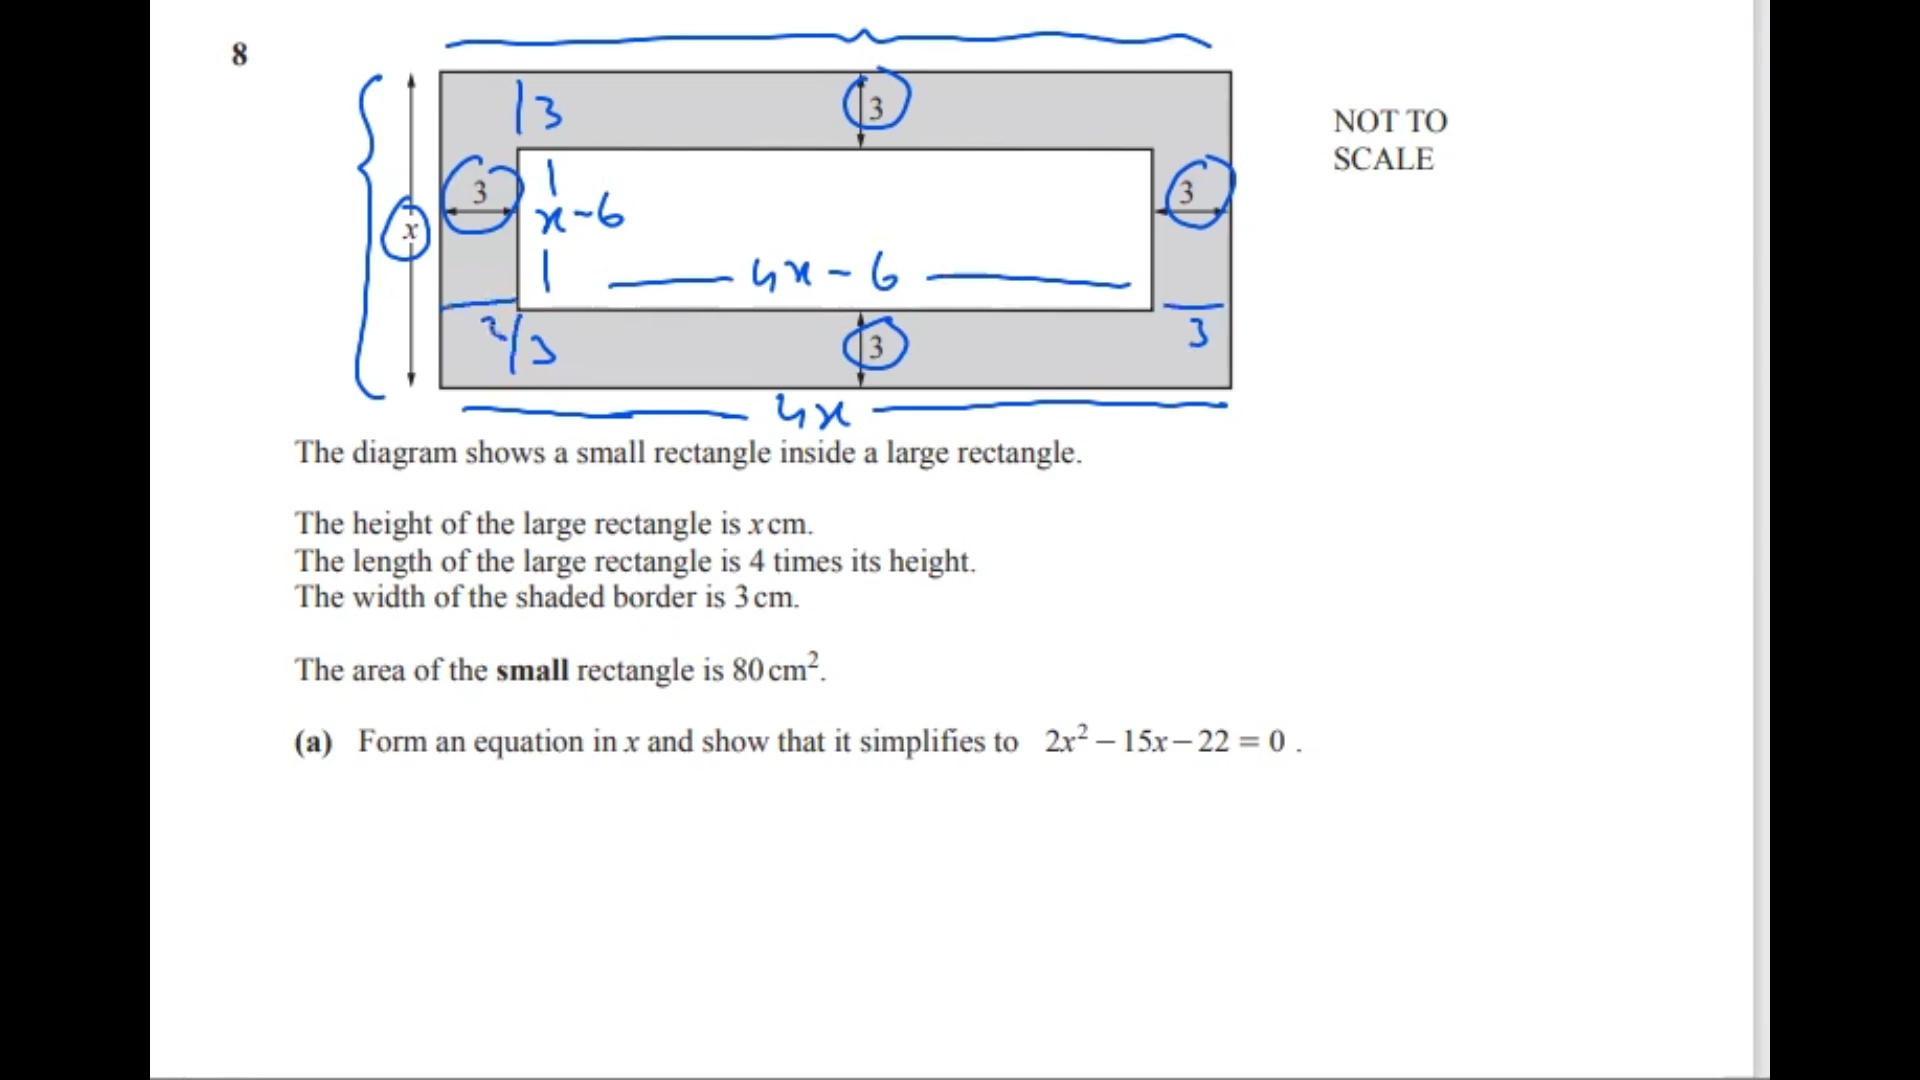 8
3
3
NOT TO
SCALE
3
3
x
x-6
4x-6
3
3
3
3
4x
The diagram shows a small rectangle inside a large rectangle.
The height of the large rectangle is x cm.
The length of the large rectangle is 4 times its height.
The width of the shaded border is 3 cm.
The area of the small rectangle is 80 cm².
(a) Form an equation in x and show that it simplifies to 2x² – 15x – 22 = 0 .